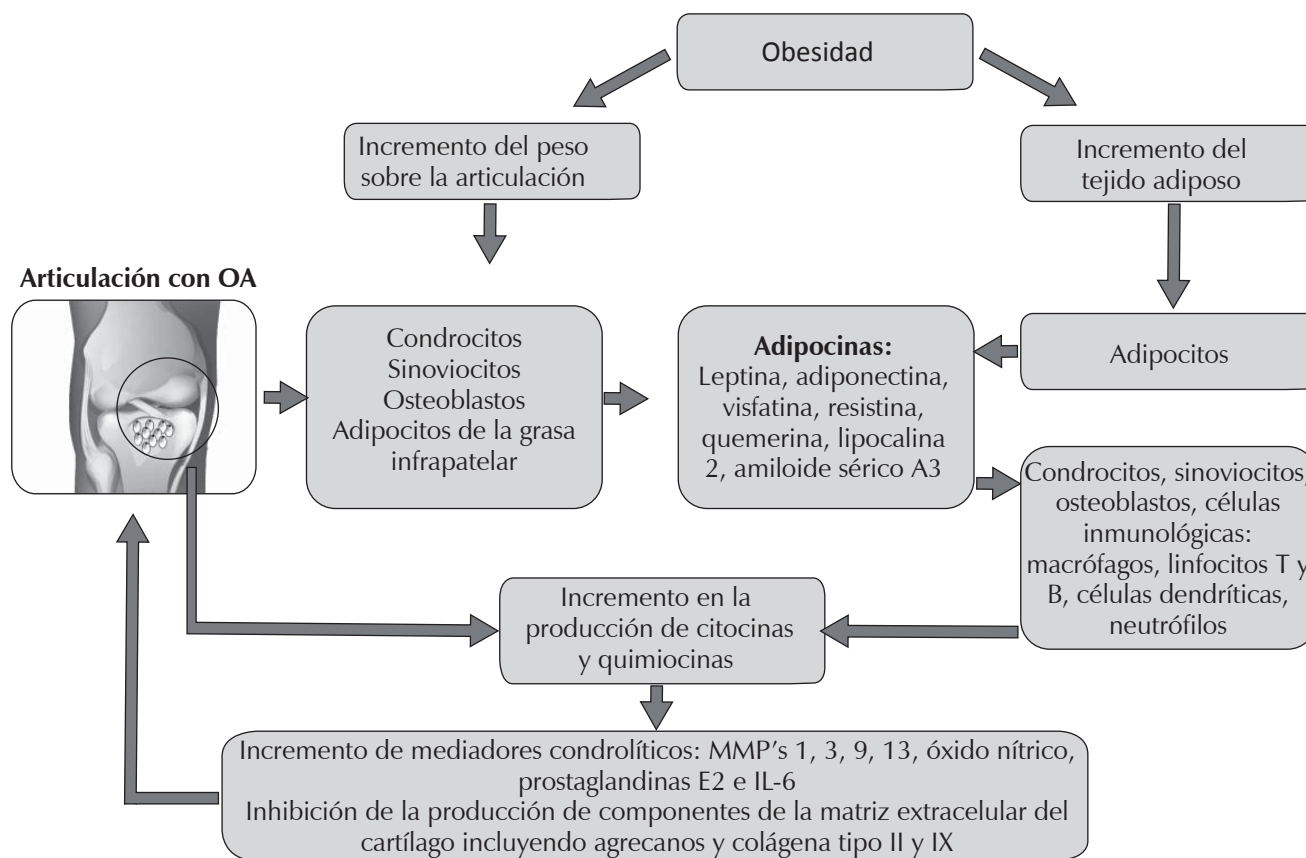 Obesidad
Incremento del peso
sobre la articulación
Incremento del
tejido adiposo
Articulación con OA
Condrocitos
Sinoviocitos
Osteoblastos
Adipocitos de la grasa
infrapatelar
Adipocinas:
Leptina, adiponectina,
visfatina, resistina,
quemerina, lipocalina
2, amiloide sérico A3
Adipocitos
Condrocitos, sinoviocitos,
osteoblastos, células
inmunológicas:
macrófagos, linfocitos T y
B, células dendríticas,
neutrófilos
Incremento en la
producción de citocinas
y quimiocinas
Incremento de mediadores condrolíticos: MMP’s 1, 3, 9, 13, óxido nítrico,
prostaglandinas E2 e IL-6
Inhibición de la producción de componentes de la matriz extracelular del
cartílago incluyendo agrecanos y colágena tipo II y IX